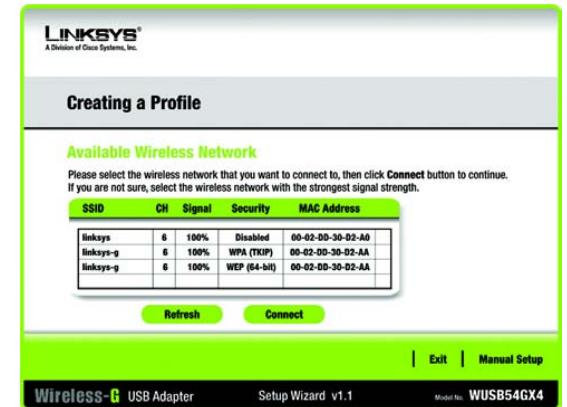 LINKSYS®
A Division of Cisco Systems, Inc.
Creating a Profile
Available Wireless Network
Please select the wireless network that you want to connect to, then click Connect button to continue.
If you are not sure, select the wireless network with the strongest signal strength.
SSID CH Signal Security MAC Address
linksys 6 100% Disabled 00-02-DD-30-D2-A0
linksys-g 6 100% WPA (TKIP) 00-02-DD-30-D2-AA
linksys-g 6 100% WEP (64-bit) 00-02-DD-30-D2-AA
Refresh Connect
Exit Manual Setup
Wireless-G USB Adapter Setup Wizard v1.1 Model No. WUSB54GX4